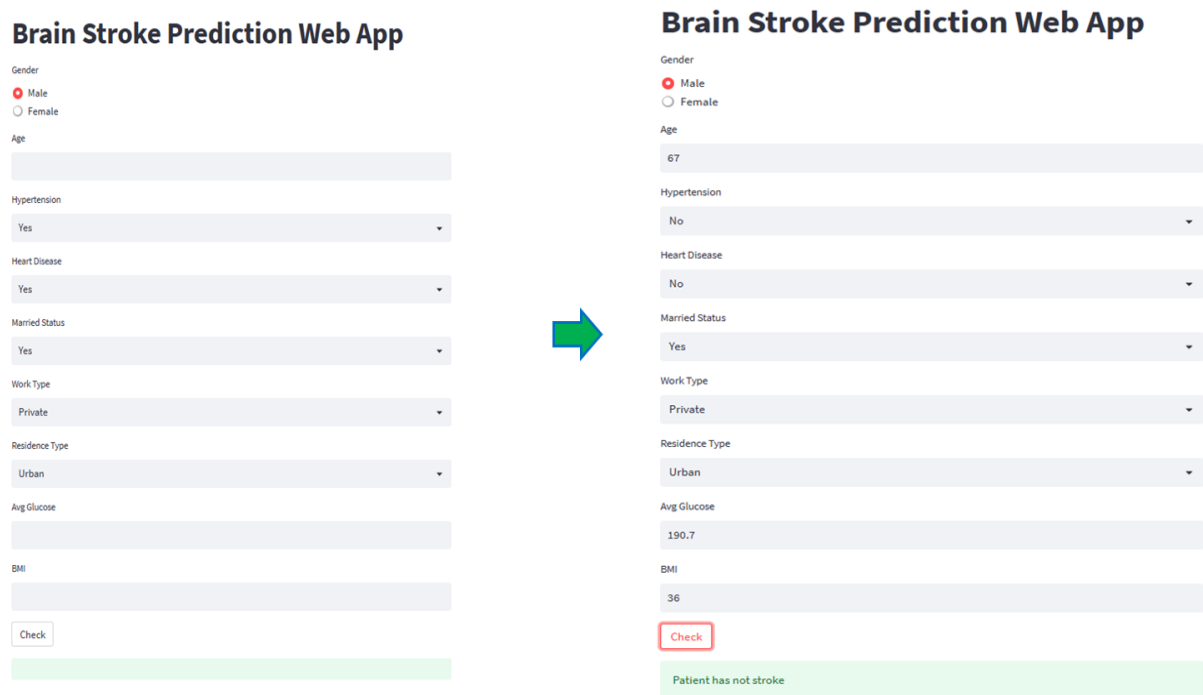 Brain Stroke Prediction Web App
Gender
Male
Female
Age
Hypertension
Yes
Heart Disease
Yes
Married Status
Yes
Work Type
Private
Residence Type
Urban
Avg Glucose
BMI
Check
Brain Stroke Prediction Web App
Gender
Male
Female
Age
67
Hypertension
No
Heart Disease
No
Married Status
Yes
Work Type
Private
Residence Type
Urban
Avg Glucose
190.7
BMI
36
Check
Patient has not stroke